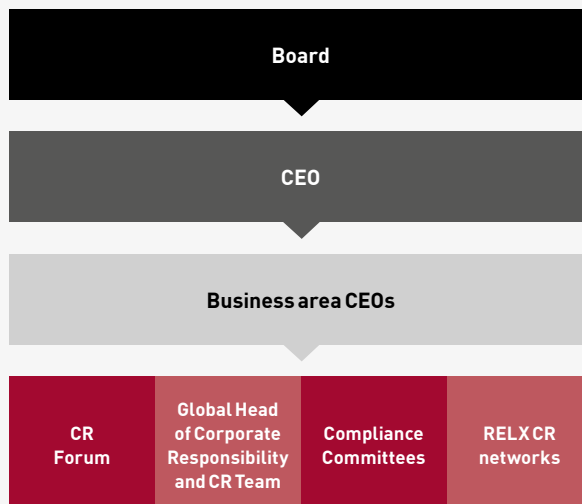 Board
CEO
Business area CEOs
CR
Forum
Global Head
of Corporate
Responsibility
and CR Team
Compliance
Committees
RELX CR
networks